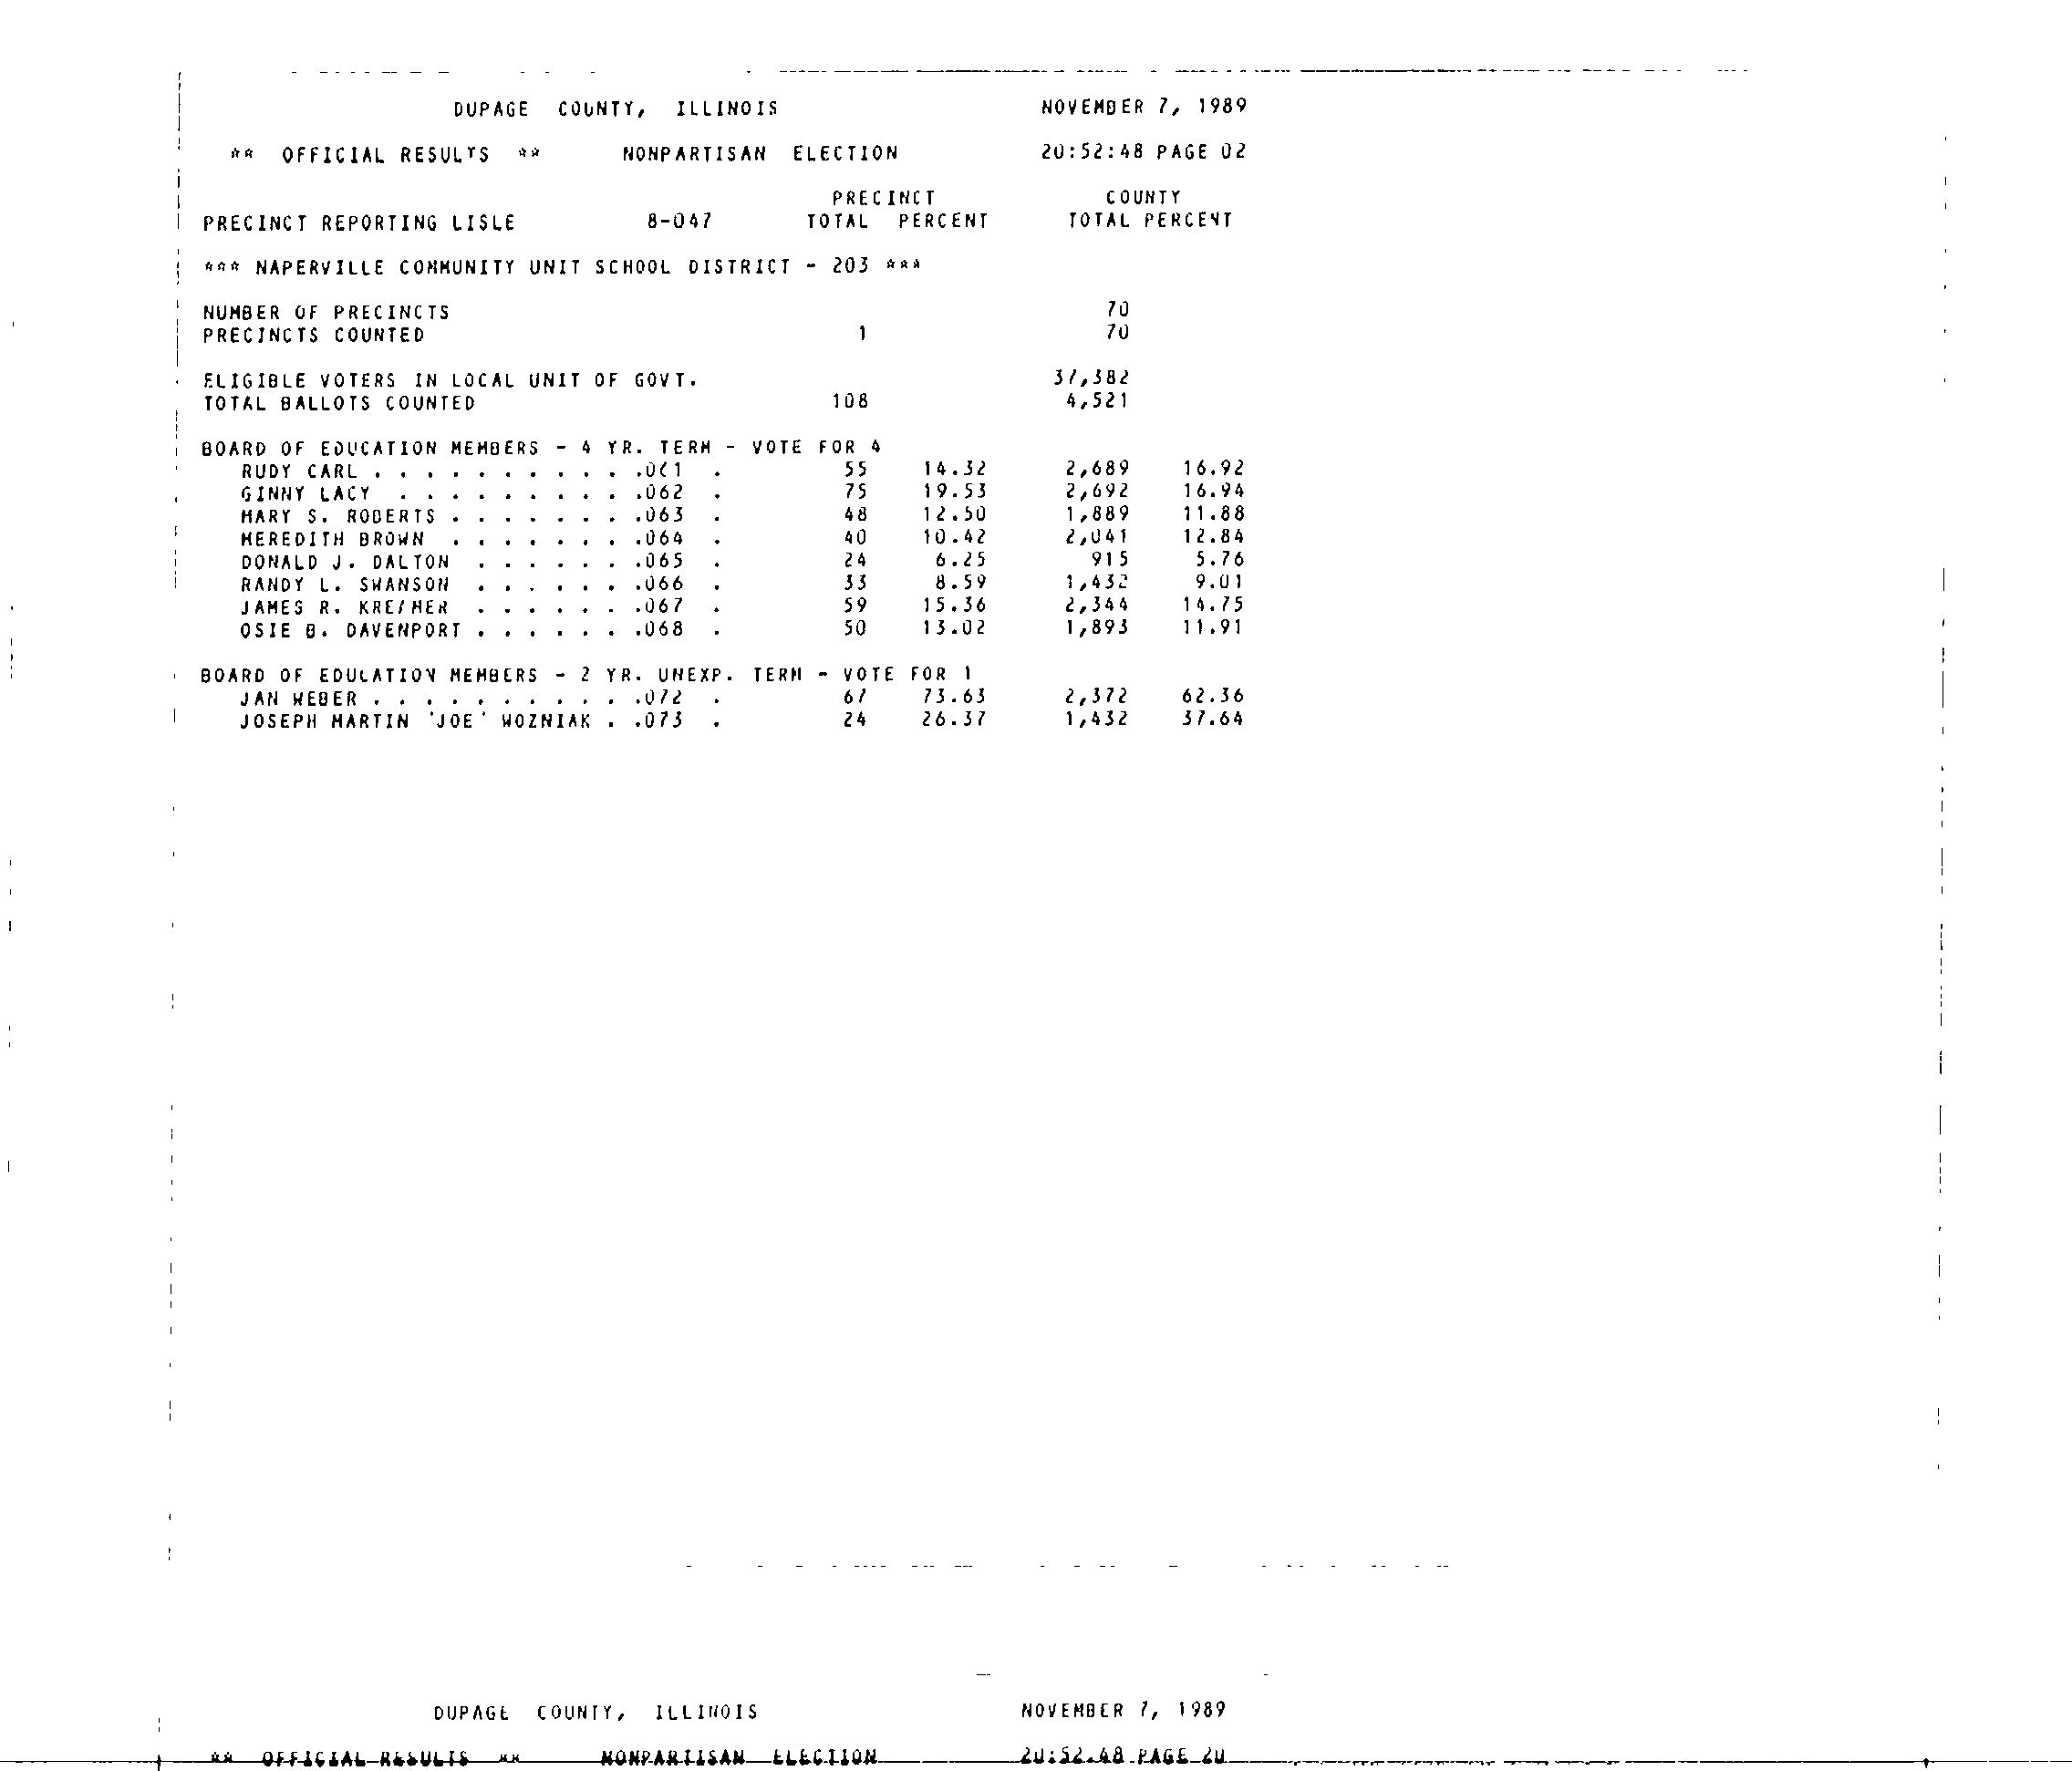 DUPAGE COUNTY, ILLINOIS NOVEMBER 7, 1989
** OFFICIAL RESULTS ** NONPARTISAN ELECTION 20:52:48 PAGE 02
PRECINCT COUNTY
PRECINCT REPORTING LISLE 8-047 TOTAL PERCENT TOTAL PERCENT
*** NAPERVILLE COMMUNITY UNIT SCHOOL DISTRICT - 203 ***
NUMBER OF PRECINCTS 70
PRECINCTS COUNTED 1 70
ELIGIBLE VOTERS IN LOCAL UNIT OF GOVT. 37,382
TOTAL BALLOTS COUNTED 108 4,521
BOARD OF EDUCATION MEMBERS - 4 YR. TERM - VOTE FOR 4
RUDY CARL . . . . . . . . . . .061 . 55 14.32 2,689 16.92
GINNY LACY . . . . . . . . . .062 . 75 19.53 2,692 16.94
MARY S. ROBERTS . . . . . . . .063 . 48 12.50 1,889 11.88
MEREDITH BROWN . . . . . . . .064 . 40 10.42 2,041 12.84
DONALD J. DALTON . . . . . . .065 . 24 6.25 915 5.76
RANDY L. SWANSON . . . . . . .066 . 33 8.59 1,432 9.01
JAMES R. . . . . . . .067 . 59 15.36 2,344 14.75
OSIE B. DAVENPORT . . . . . . .068 . 50 13.02 1,893 11.91
BOARD OF EDUCATION MEMBERS - 2 YR. UNEXP. TERM - VOTE FOR 1
JAN WEBER . . . . . . . . . . .072 . 67 73.63 2,372 62.36
JOSEPH MARTIN 'JOE' WOZNIAK . .073 . 24 26.37 1,432 37.64
DUPAGE COUNTY, ILLINOIS NOVEMBER 7, 1989
** OFFICIAL RESULTS ** NONPARTISAN ELECTION 20:52:48 PAGE 20